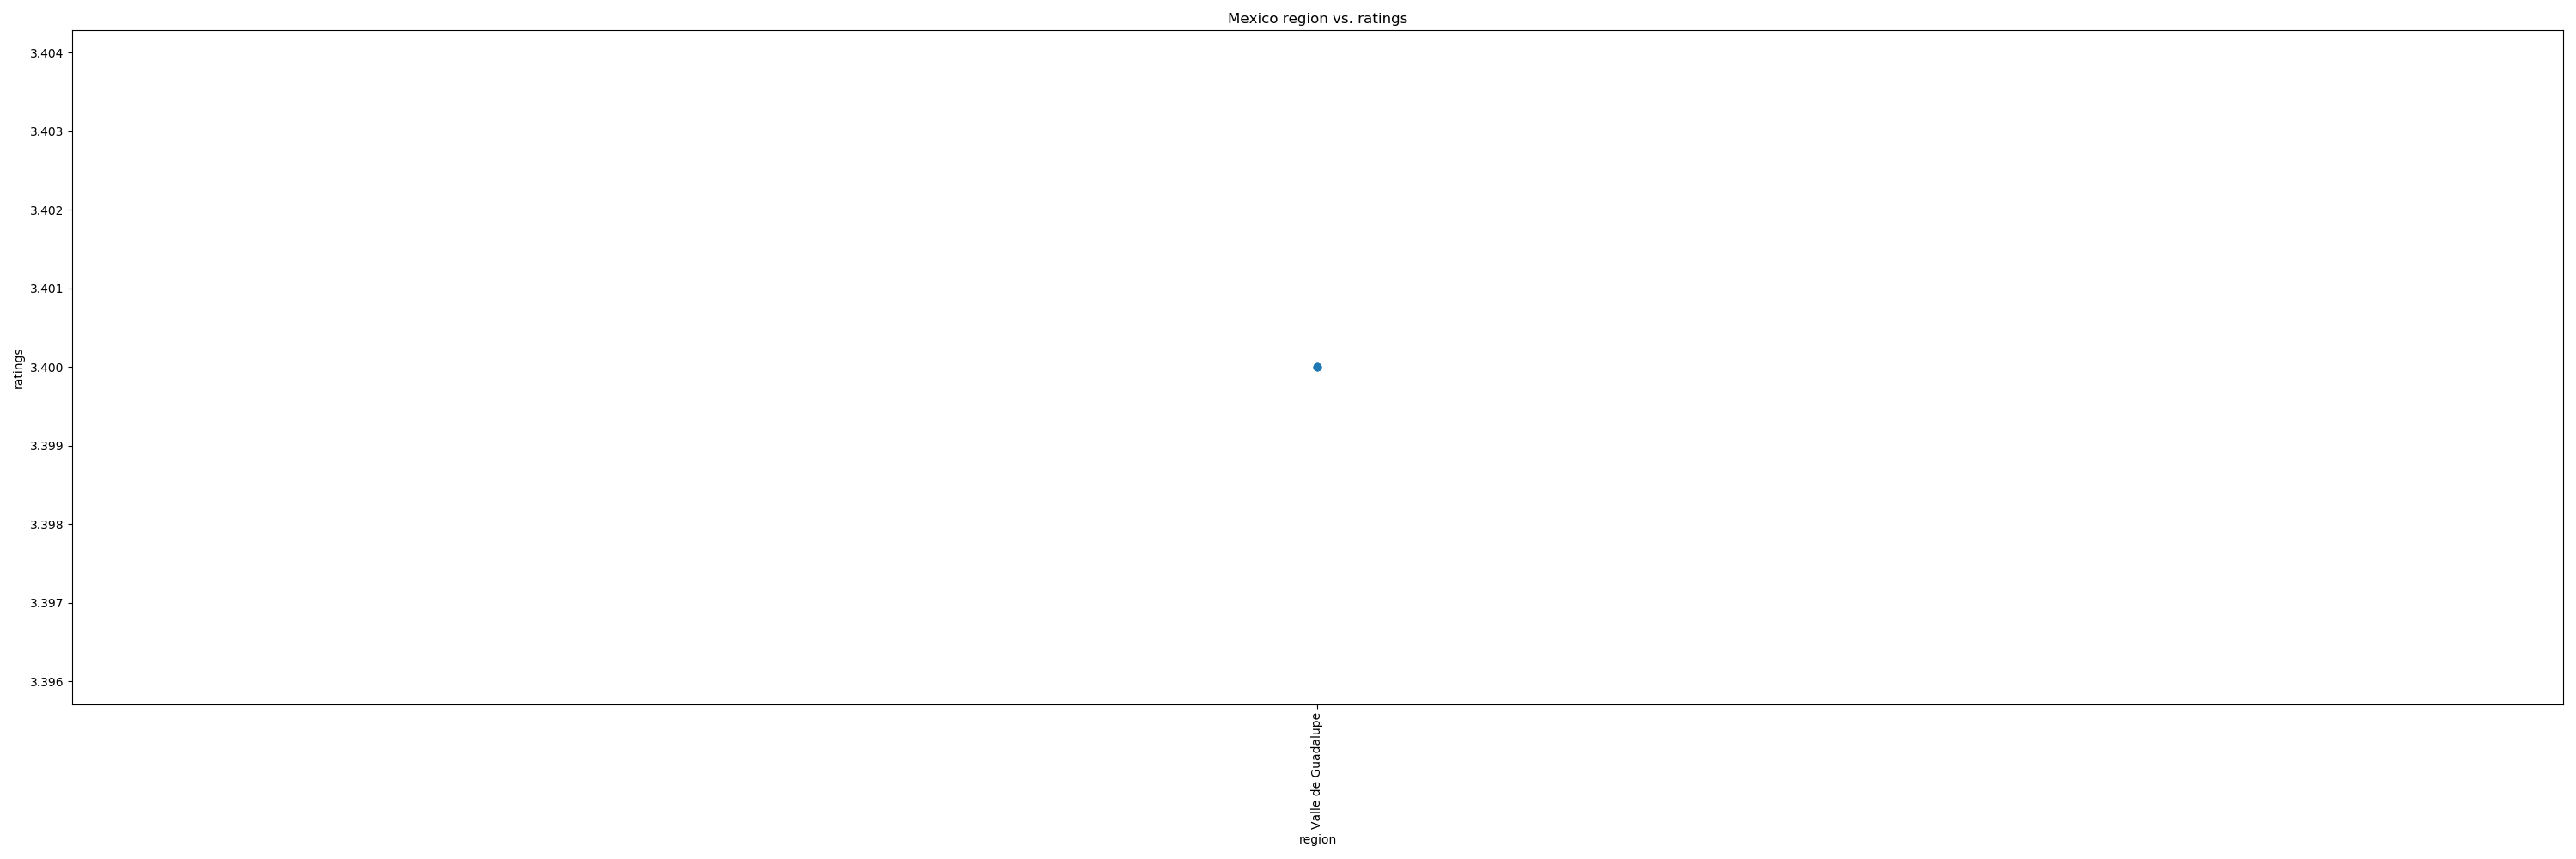 Mexico region vs. ratings
ratings
3.404
3.403
3.402
3.401
3.400
3.399
3.398
3.397
3.396
Valle de Guadalupe
region